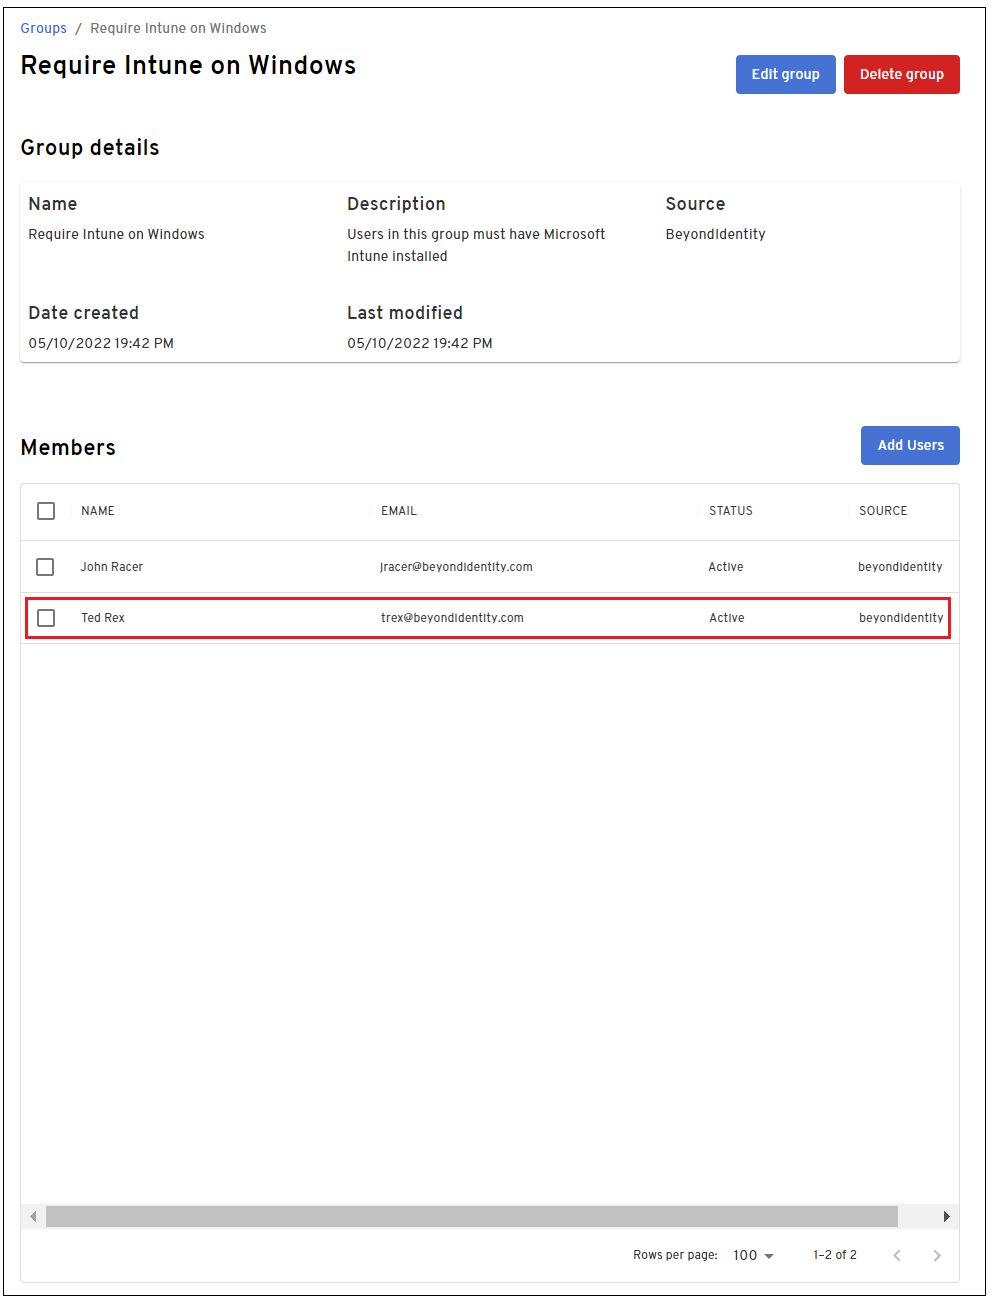 Groups / Require Intune on Windows
Require Intune on Windows
Edit group
Delete group
Group details
Name
Description
Source
Require Intune on Windows
Users in this group must have Microsoft
Intune installed
BeyondIdentity
Date created
Last modified
05/10/2022 19:42 PM
05/10/2022 19:42 PM
Members
Add Users
NAME EMAIL STATUS SOURCE
John Racer jracer@beyondidentity.com Active beyondidentity
Ted Rex trex@beyondidentity.com Active beyondidentity
Rows per page: 100 1-2 of 2